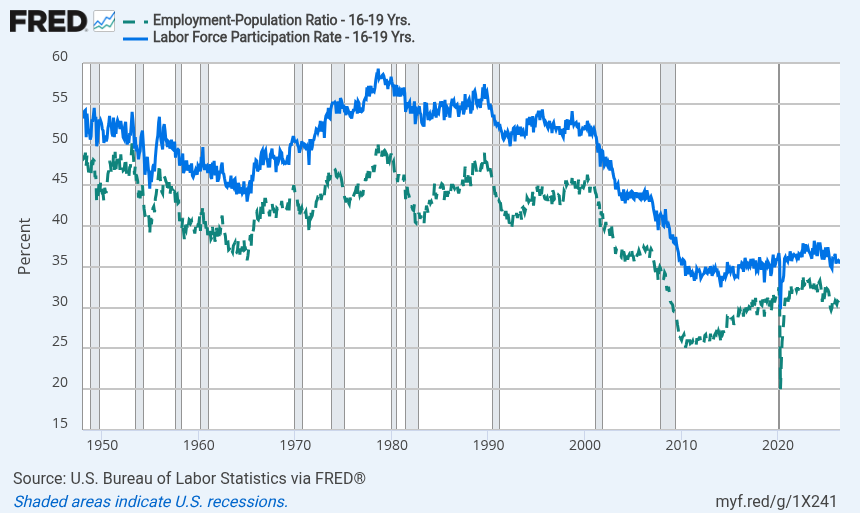 FRED
Employment-Population Ratio - 16-19 Yrs.
Labor Force Participation Rate - 16-19 Yrs.
60
55
50
45
40
35
30
25
20
15
Percent
1950 1960 1970 1980 1990 2000 2010 2020
Source: U.S. Bureau of Labor Statistics via FRED®
Shaded areas indicate U.S. recessions.
myf.red/g/1X241